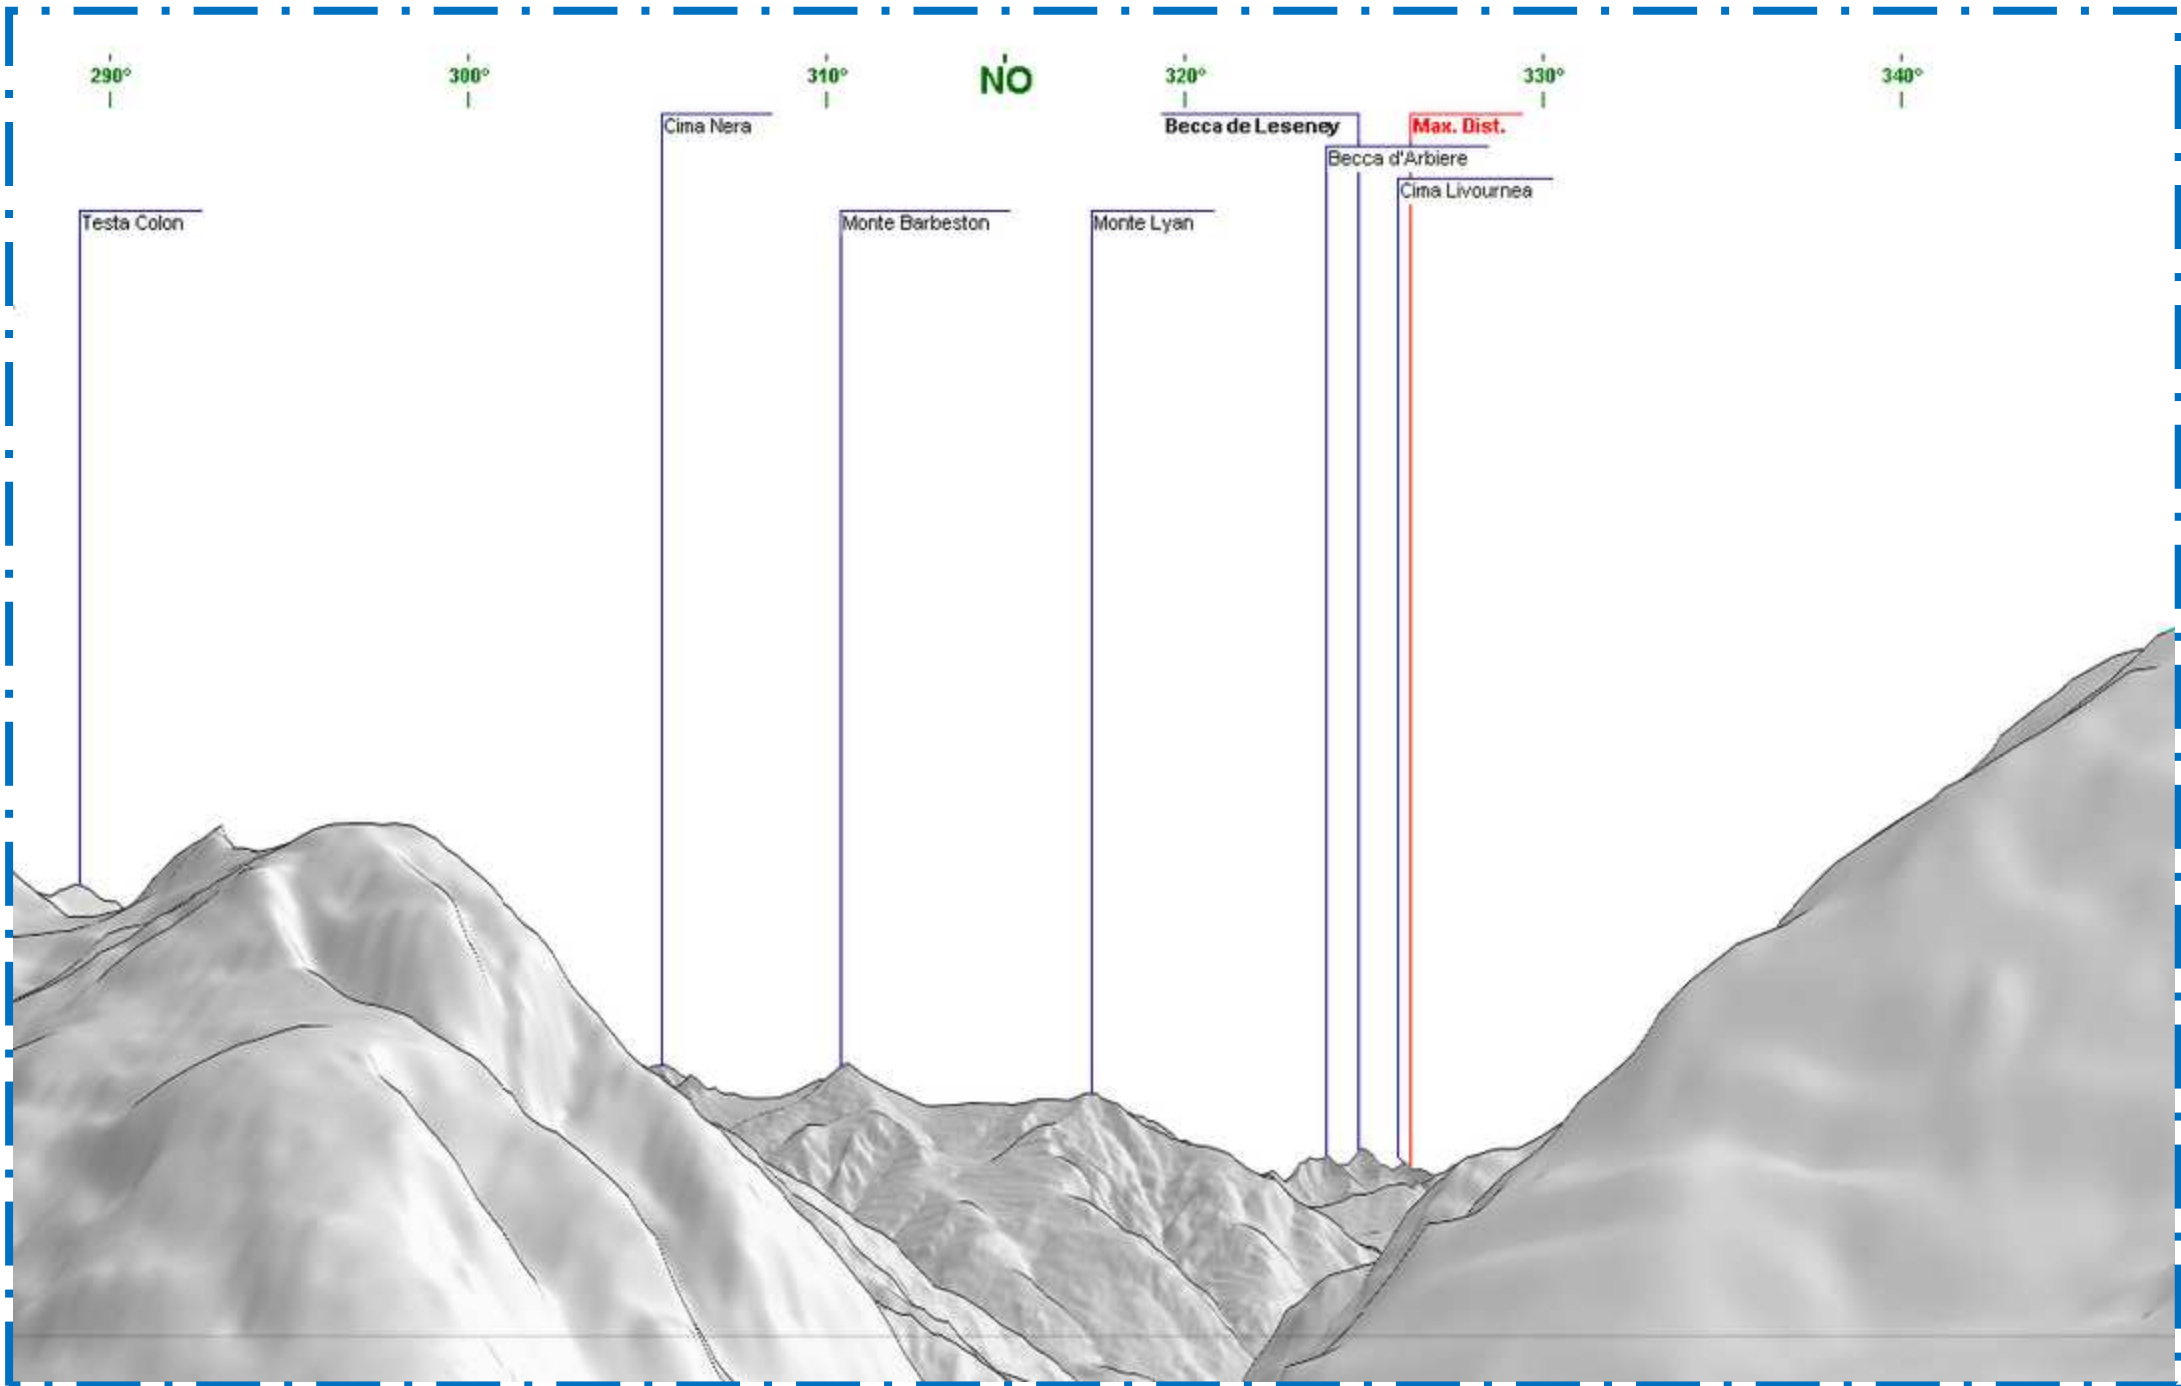 290° 300° 310° NO 320° 330° 340°
Cima Nera Becca de Leseney Max. Dist.
Becca d'Arbiere
Cima Livournea
Testa Colon Monte Barbeston Monte Lyan